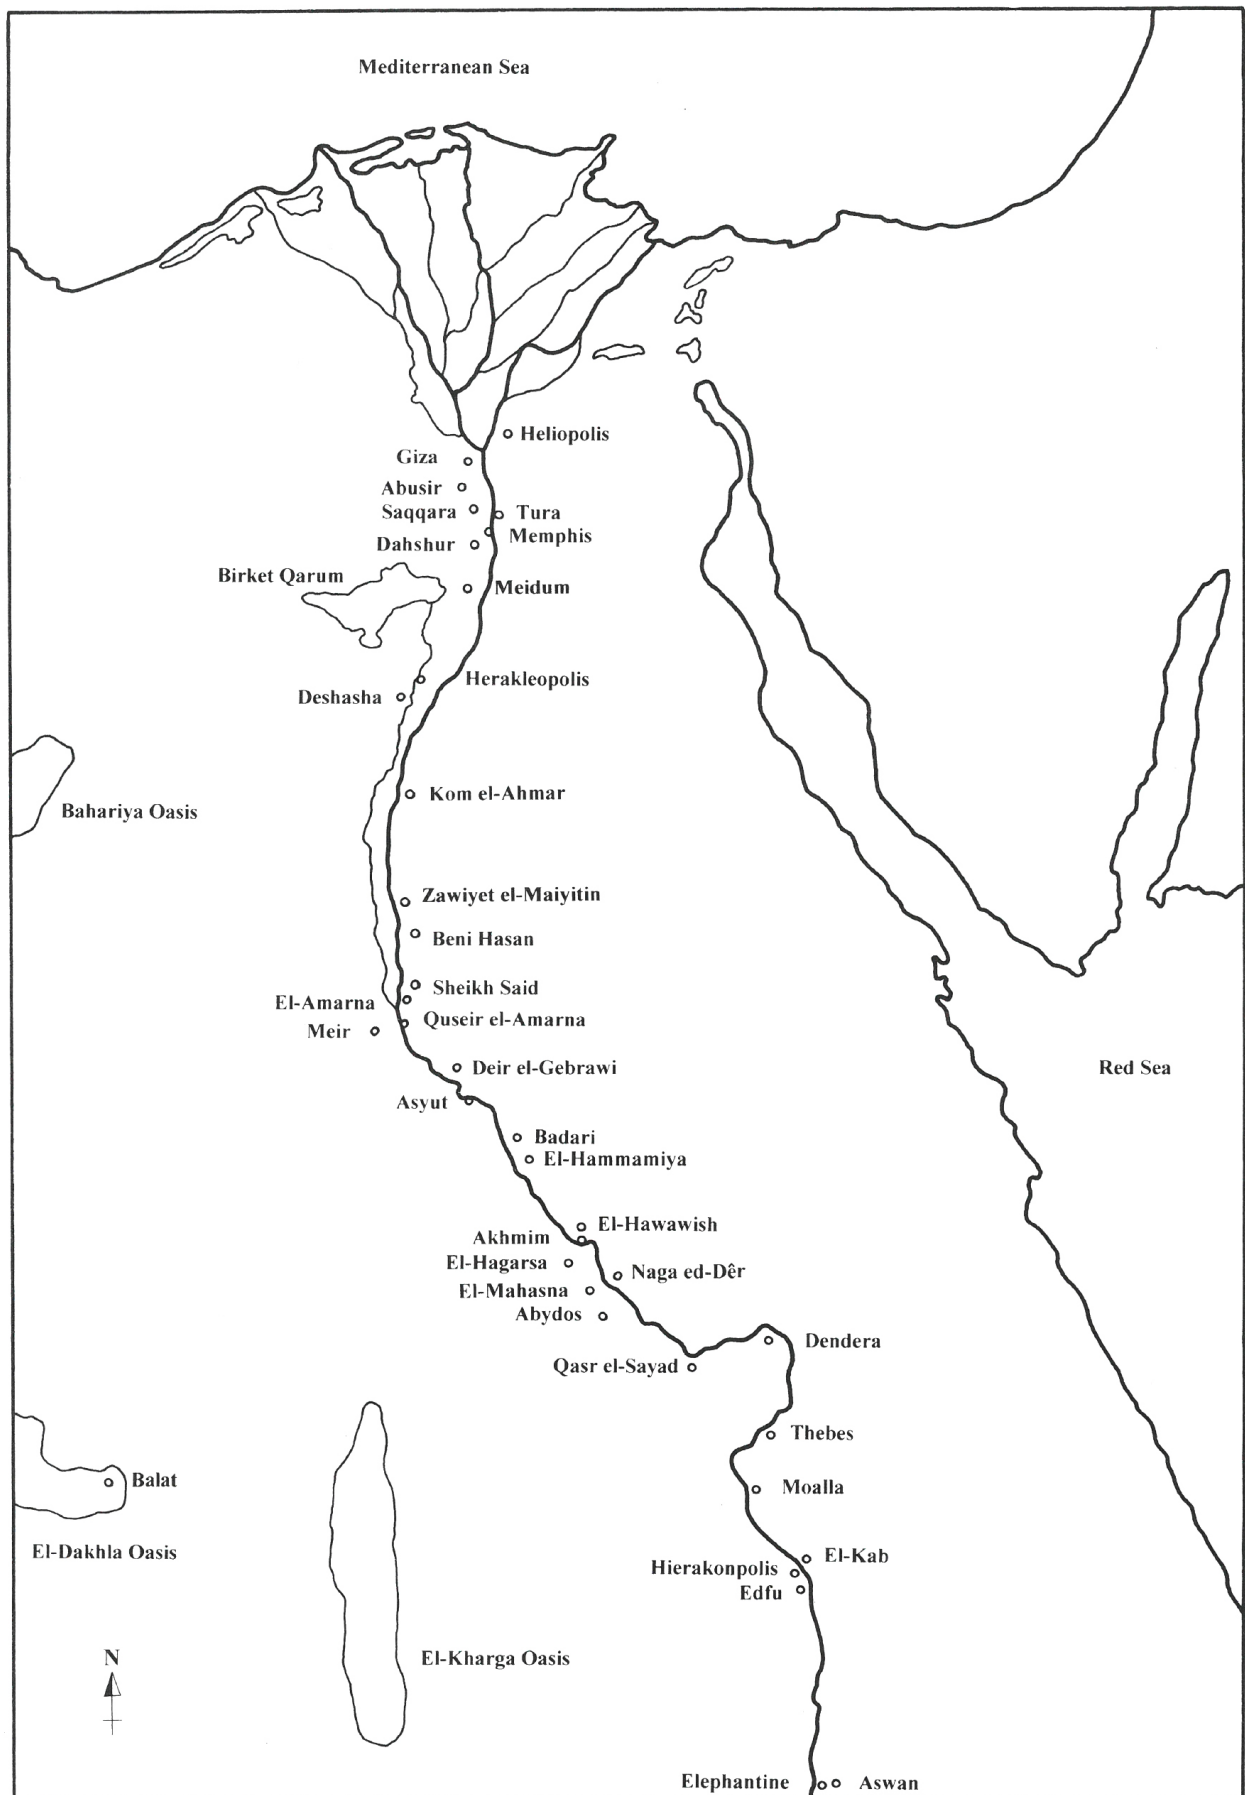 Mediterranean Sea
Heliopolis
Giza
Abusir
Saqqara
Tura
Memphis
Dahshur
Birket Qarum
Meidum
Herakleopolis
Deshasha
Kom el-Ahmar
Bahariya Oasis
Zawiyet el-Maiyitin
Beni Hasan
Sheikh Said
El-Amarna
Quseir el-Amarna
Meir
Deir el-Gebrawi
Red Sea
Asyut
Badari
El-Hammamiya
El-Hawawish
Akhmim
El-Hagarsa
Naga ed-Dêr
El-Mahasna
Abydos
Dendera
Qasr el-Sayad
Thebes
Balat
Moalla
El-Dakhla Oasis
El-Kab
Hierakonpolis
Edfu
N
El-Kharga Oasis
Elephantine
Aswan